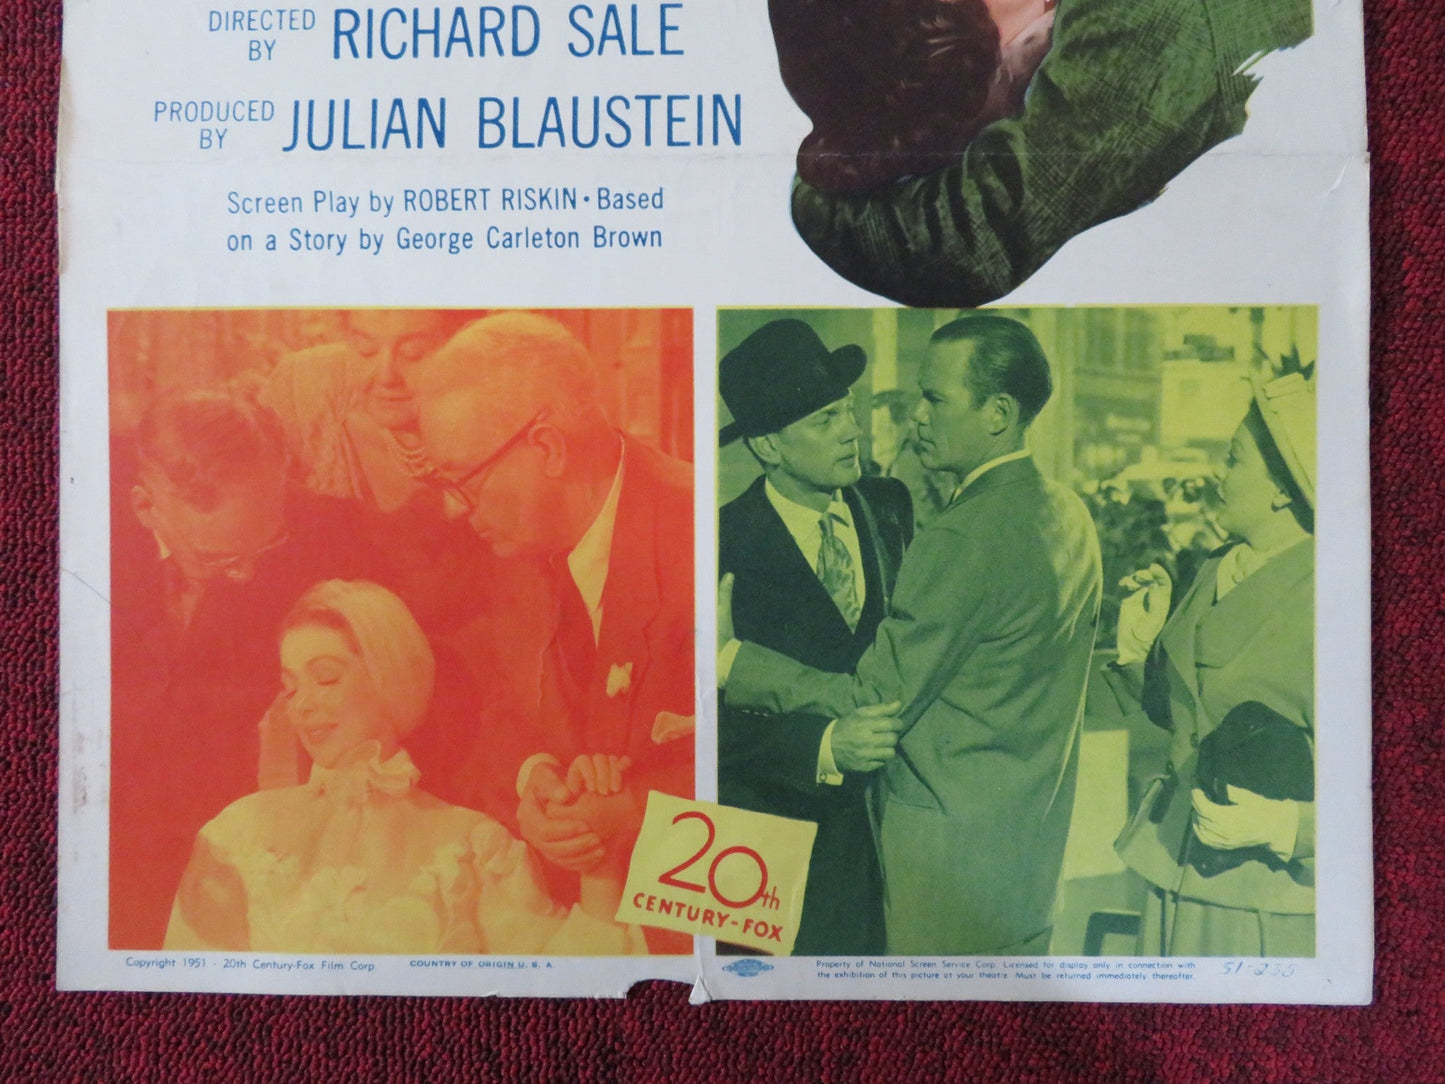 DIRECTED BY RICHARD SALE
PRODUCED BY JULIAN BLAUSTEIN
Screen Play by ROBERT RISKIN • Based
on a Story by George Carleton Brown
20th
CENTURY-FOX
Copyright 1951 - 20th Century-Fox Film Corp. COUNTRY OF ORIGIN U. S. A.
Property of National Screen Service Corp. Licensed for display only in connection with
the exhibition of this picture at your theatre. Must be returned immediately thereafter.
51-235